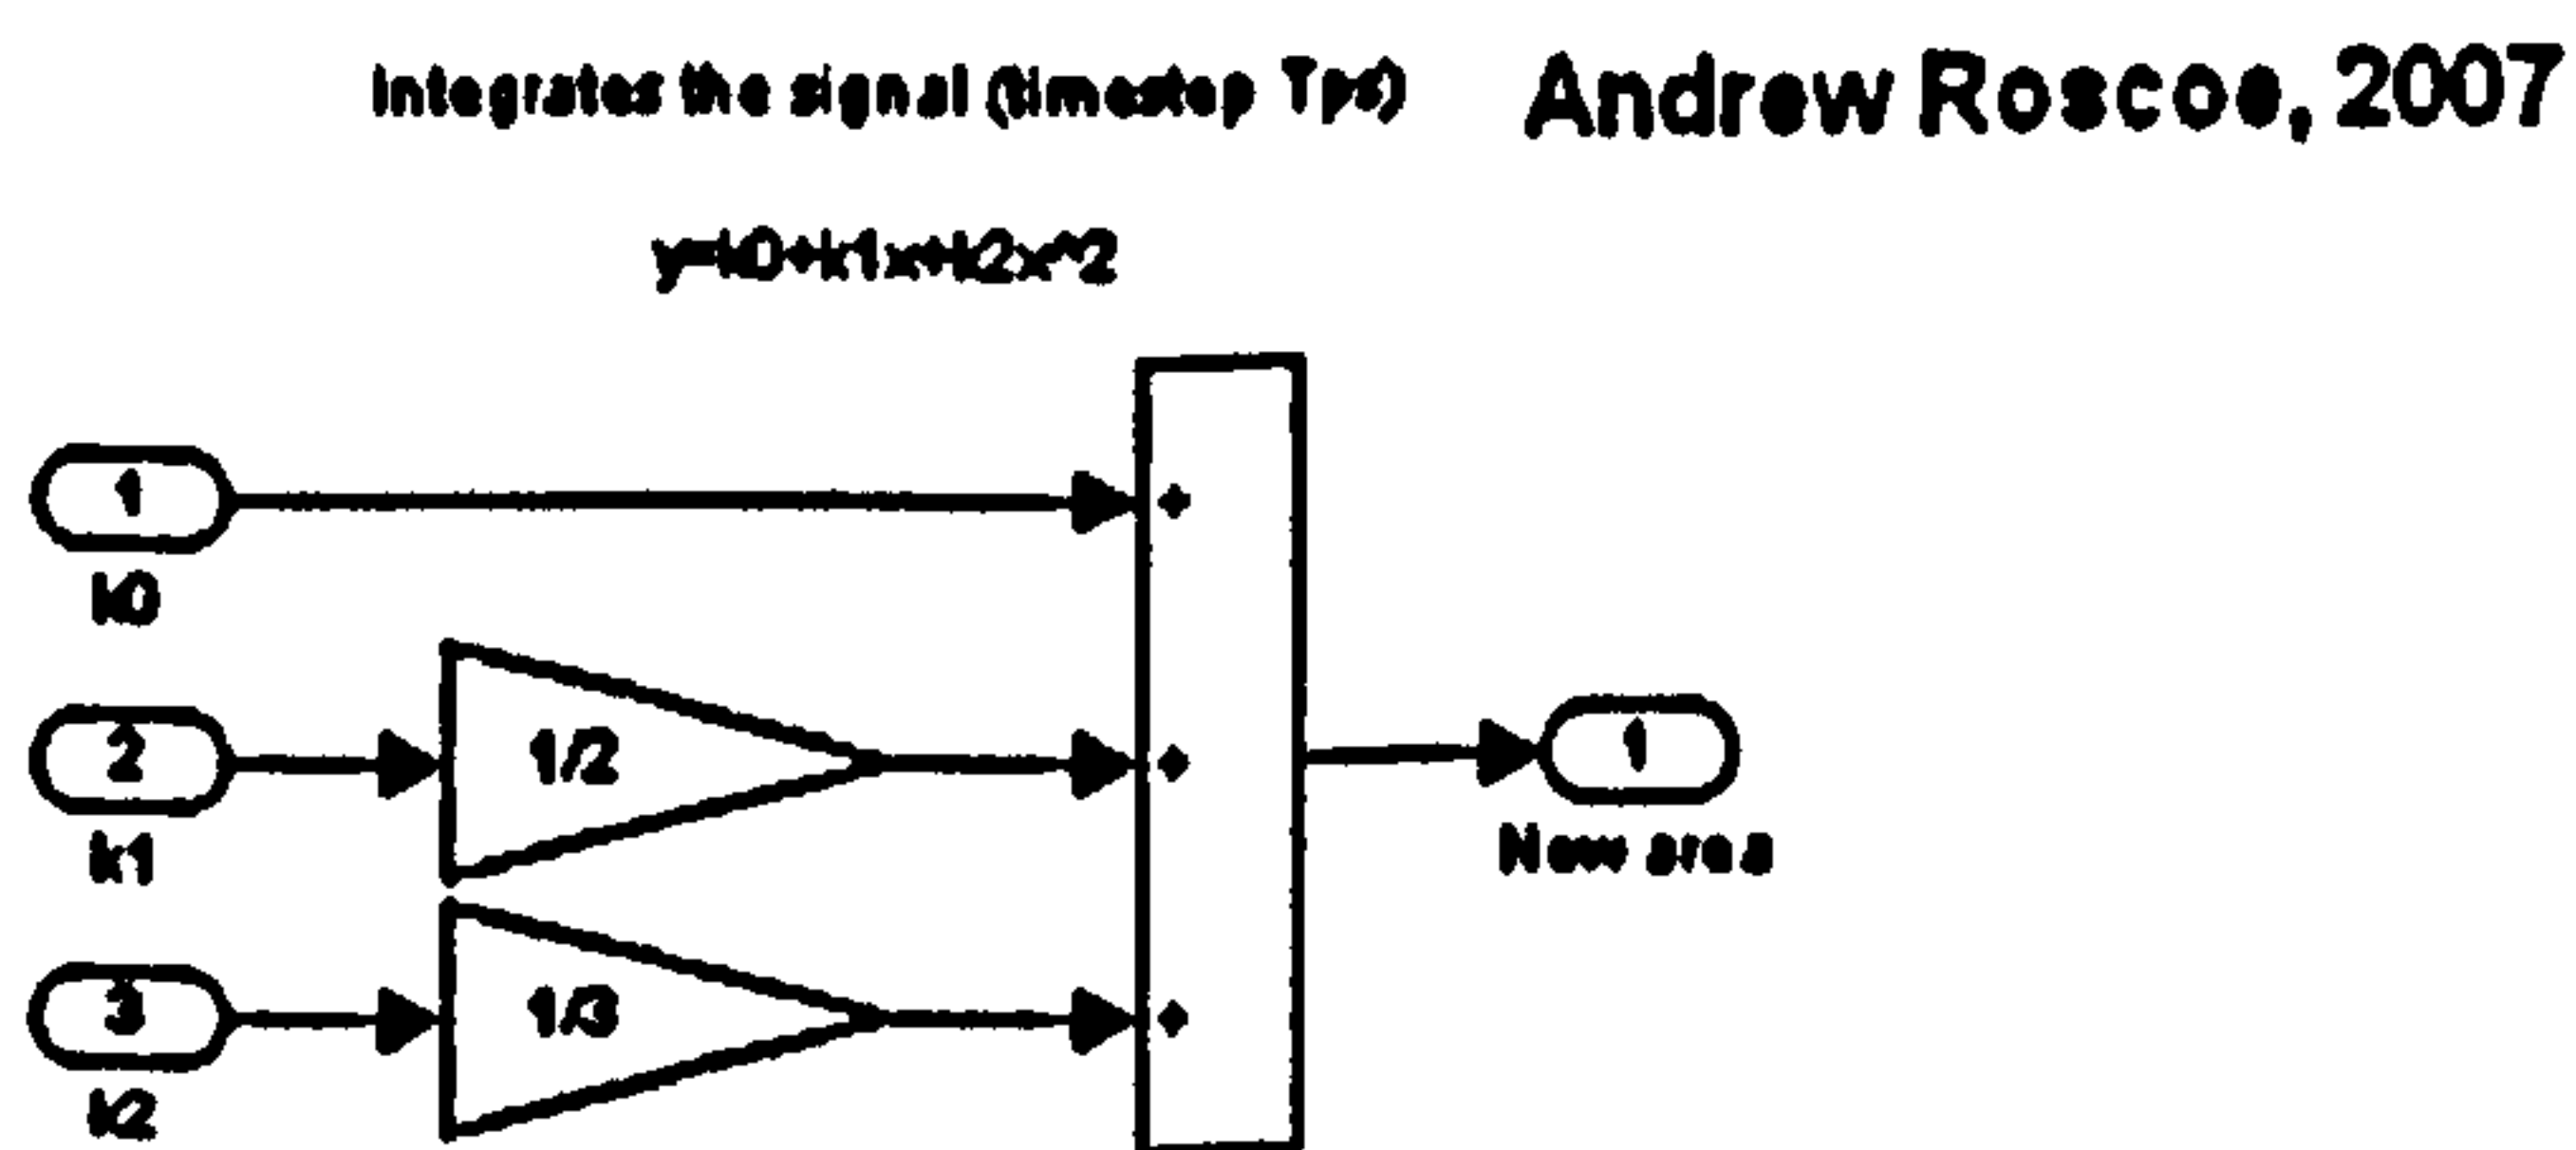 Integrates the signal (timestep Tps) Andrew Roscoe, 2007
y=k0+k1x+k2x^2
1
+
k0
2
1/2
+
1
k1
New area
3
1/3
+
k2